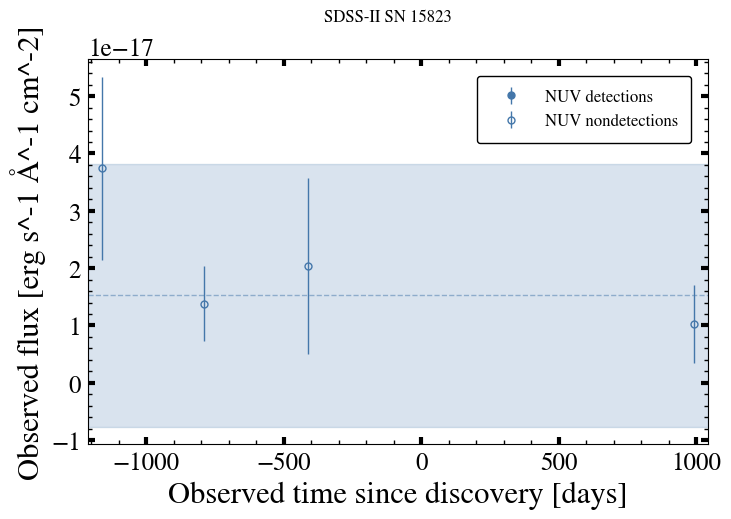 SDSS-II SN 15823
1e−17
Observed flux [erg s^-1 Å^-1 cm^-2]
5
4
3
2
1
0
−1
NUV detections
NUV nondetections
−1000
−500
0
500
1000
Observed time since discovery [days]